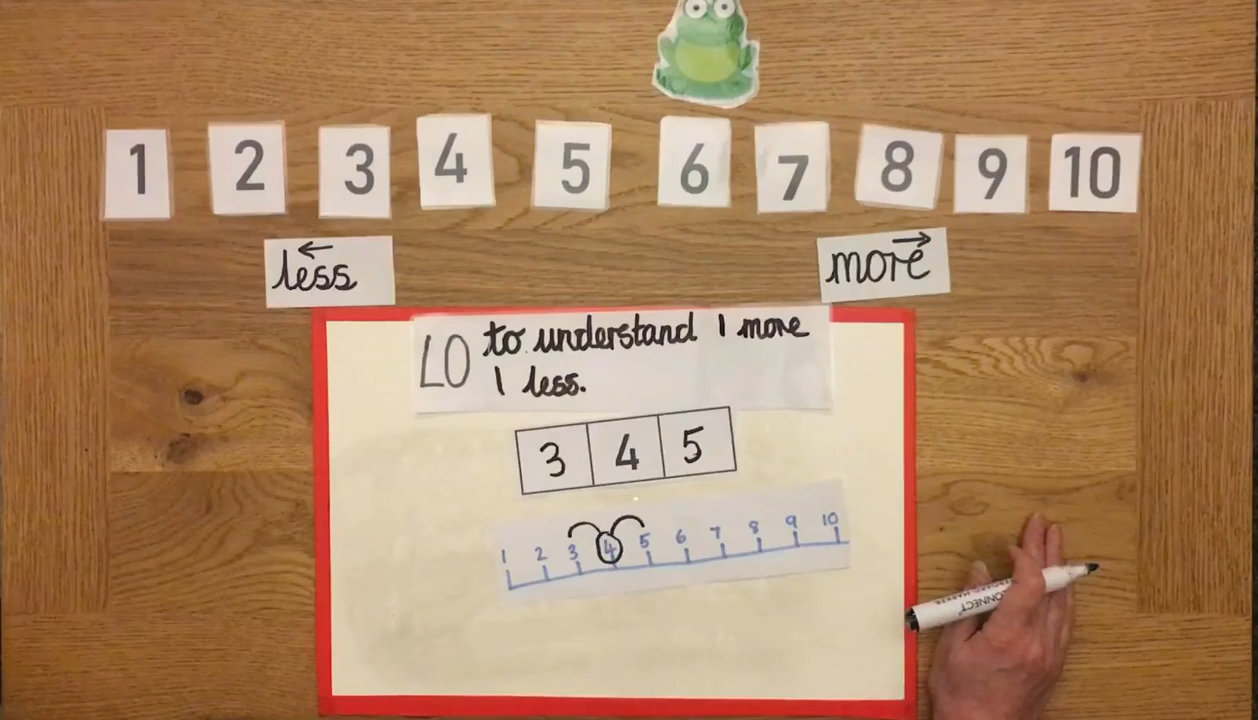 1 2 3 4 5 6 7 8 9 10
less
more
LO to understand 1 more
1 less.
3 4 5
1 2 3 4 5 6 7 8 9 10
CONNECT